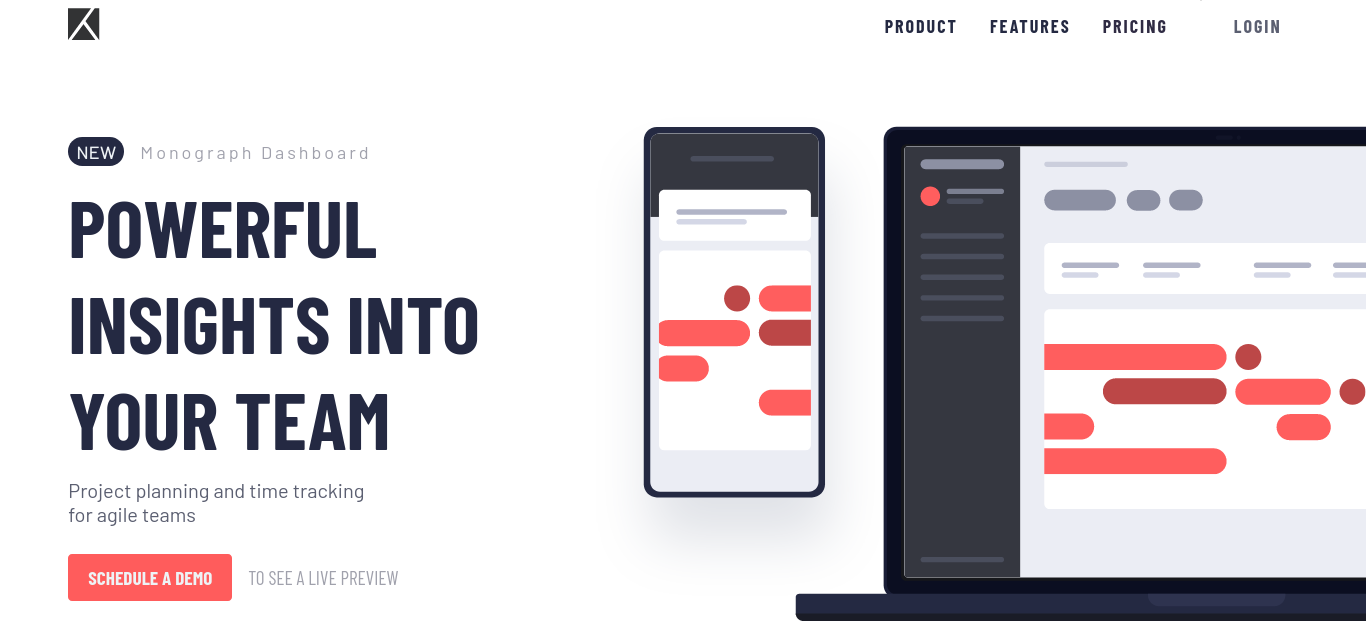 PRODUCT FEATURES PRICING LOGIN
NEW Monograph Dashboard
POWERFUL
INSIGHTS INTO
YOUR TEAM
Project planning and time tracking
for agile teams
SCHEDULE A DEMO TO SEE A LIVE PREVIEW